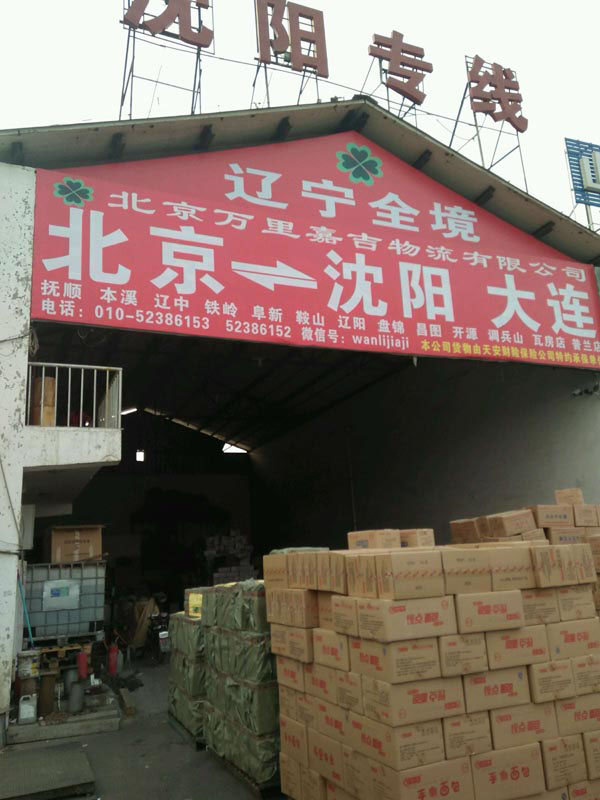 沈阳专线
辽宁全境
北京万里嘉吉物流有限公司
北京⇌沈阳 大连
抚顺 本溪 辽中 铁岭 阜新 鞍山 辽阳 盘锦 昌图 开源 调兵山 瓦房店 普兰店
电话：010-52386153 52386152 微信号：wanlijiaji 本公司货物由天安财险保险公司特约承保
手撕面包